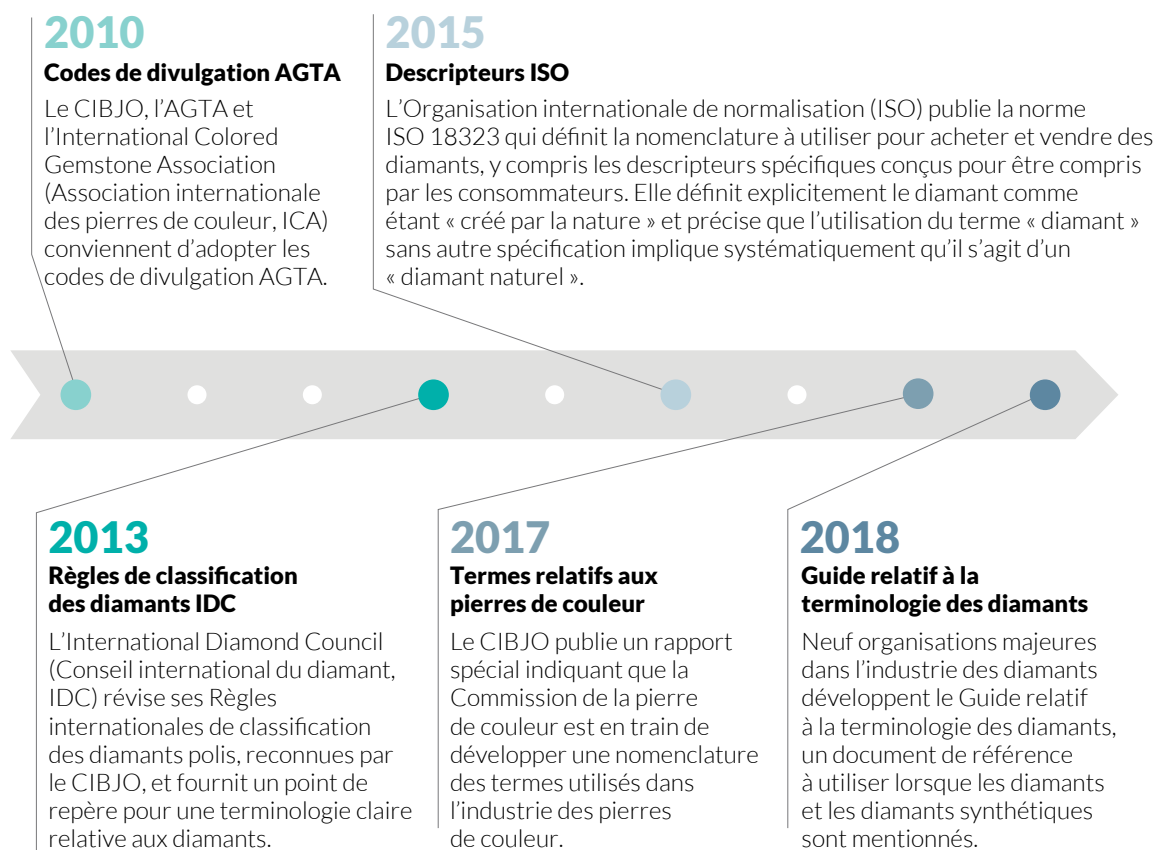 2010
Codes de divulgation AGTA
Le CIBJO, l’AGTA et
l’International Colored
Gemstone Association
(Association internationale
des pierres de couleur, ICA)
conviennent d’adopter les
codes de divulgation AGTA.
2015
Descripteurs ISO
L’Organisation internationale de normalisation (ISO) publie la norme
ISO 18323 qui définit la nomenclature à utiliser pour acheter et vendre des
diamants, y compris les descripteurs spécifiques conçus pour être compris
par les consommateurs. Elle définit explicitement le diamant comme
étant « créé par la nature » et précise que l’utilisation du terme « diamant »
sans autre spécification implique systématiquement qu’il s’agit d’un
« diamant naturel ».
2013
Règles de classification
des diamants IDC
L’International Diamond Council
(Conseil international du diamant,
IDC) révise ses Règles
internationales de classification
des diamants polis, reconnues par
le CIBJO, et fournit un point de
repère pour une terminologie claire
relative aux diamants.
2017
Termes relatifs aux
pierres de couleur
Le CIBJO publie un rapport
spécial indiquant que la
Commission de la pierre
de couleur est en train de
développer une nomenclature
des termes utilisés dans
l’industrie des pierres
de couleur.
2018
Guide relatif à la
terminologie des diamants
Neuf organisations majeures
dans l’industrie des diamants
développent le Guide relatif
à la terminologie des diamants,
un document de référence
à utiliser lorsque les diamants
et les diamants synthétiques
sont mentionnés.